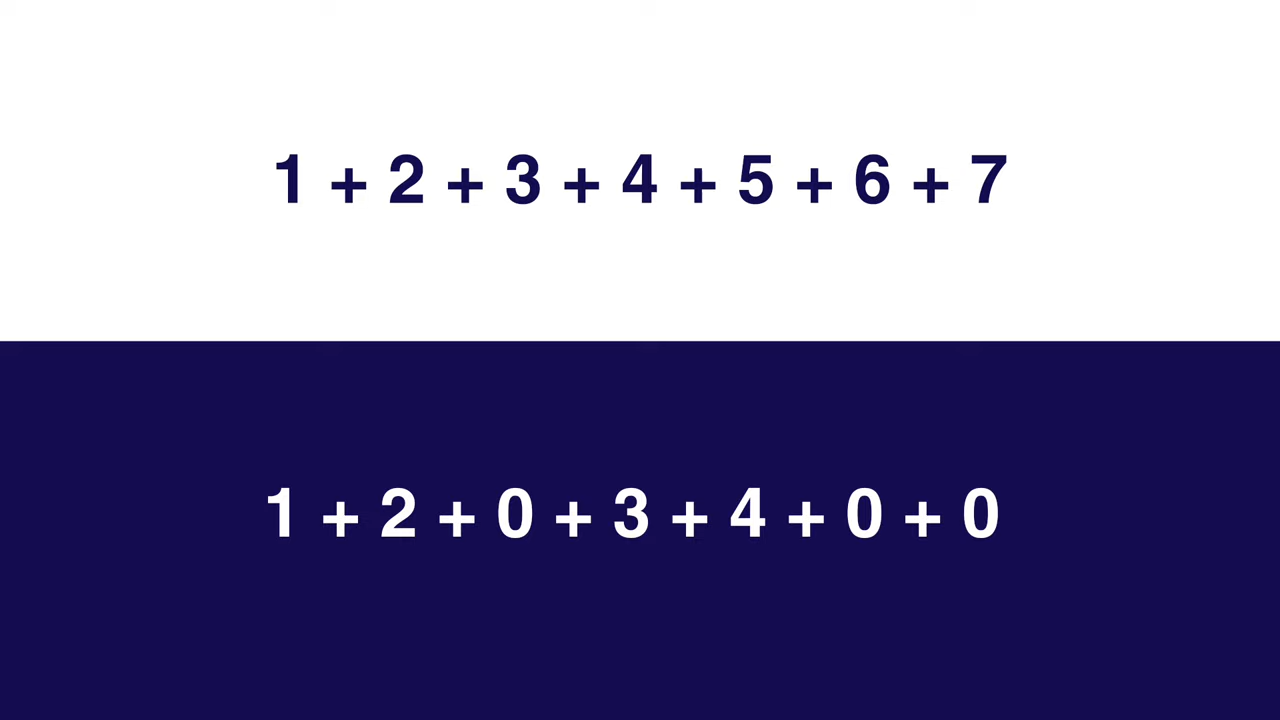 1 + 2 + 3 + 4 + 5 + 6 + 7
1 + 2 + 0 + 3 + 4 + 0 + 0